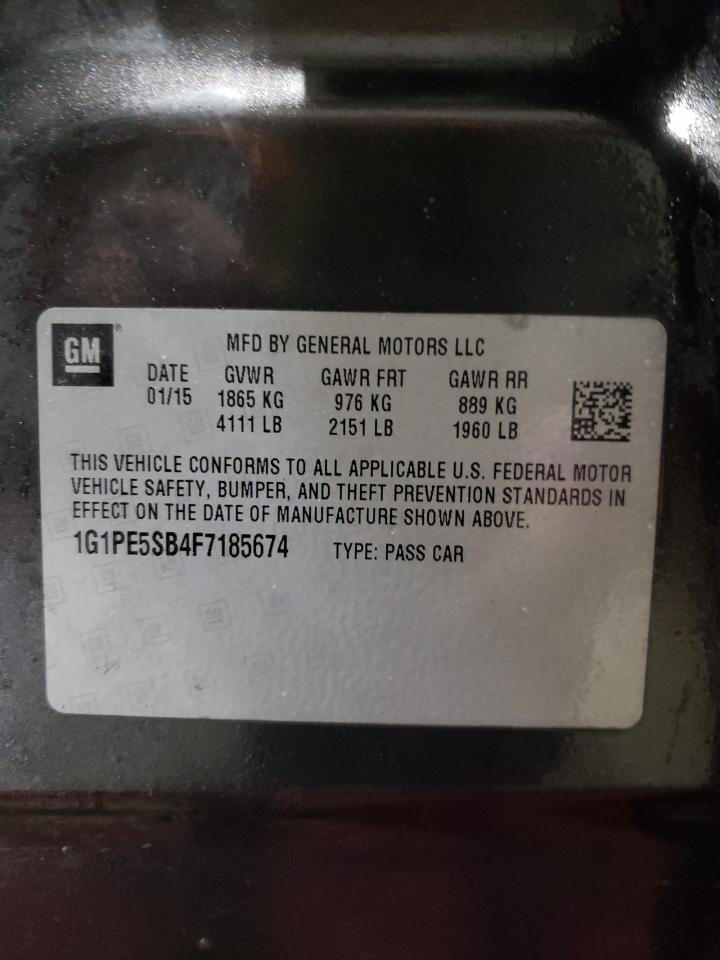 GM ®
MFD BY GENERAL MOTORS LLC
DATE GVWR GAWR FRT GAWR RR
01/15 1865 KG 976 KG 889 KG
4111 LB 2151 LB 1960 LB
THIS VEHICLE CONFORMS TO ALL APPLICABLE U.S. FEDERAL MOTOR
VEHICLE SAFETY, BUMPER, AND THEFT PREVENTION STANDARDS IN
EFFECT ON THE DATE OF MANUFACTURE SHOWN ABOVE.
1G1PE5SB4F7185674 TYPE: PASS CAR